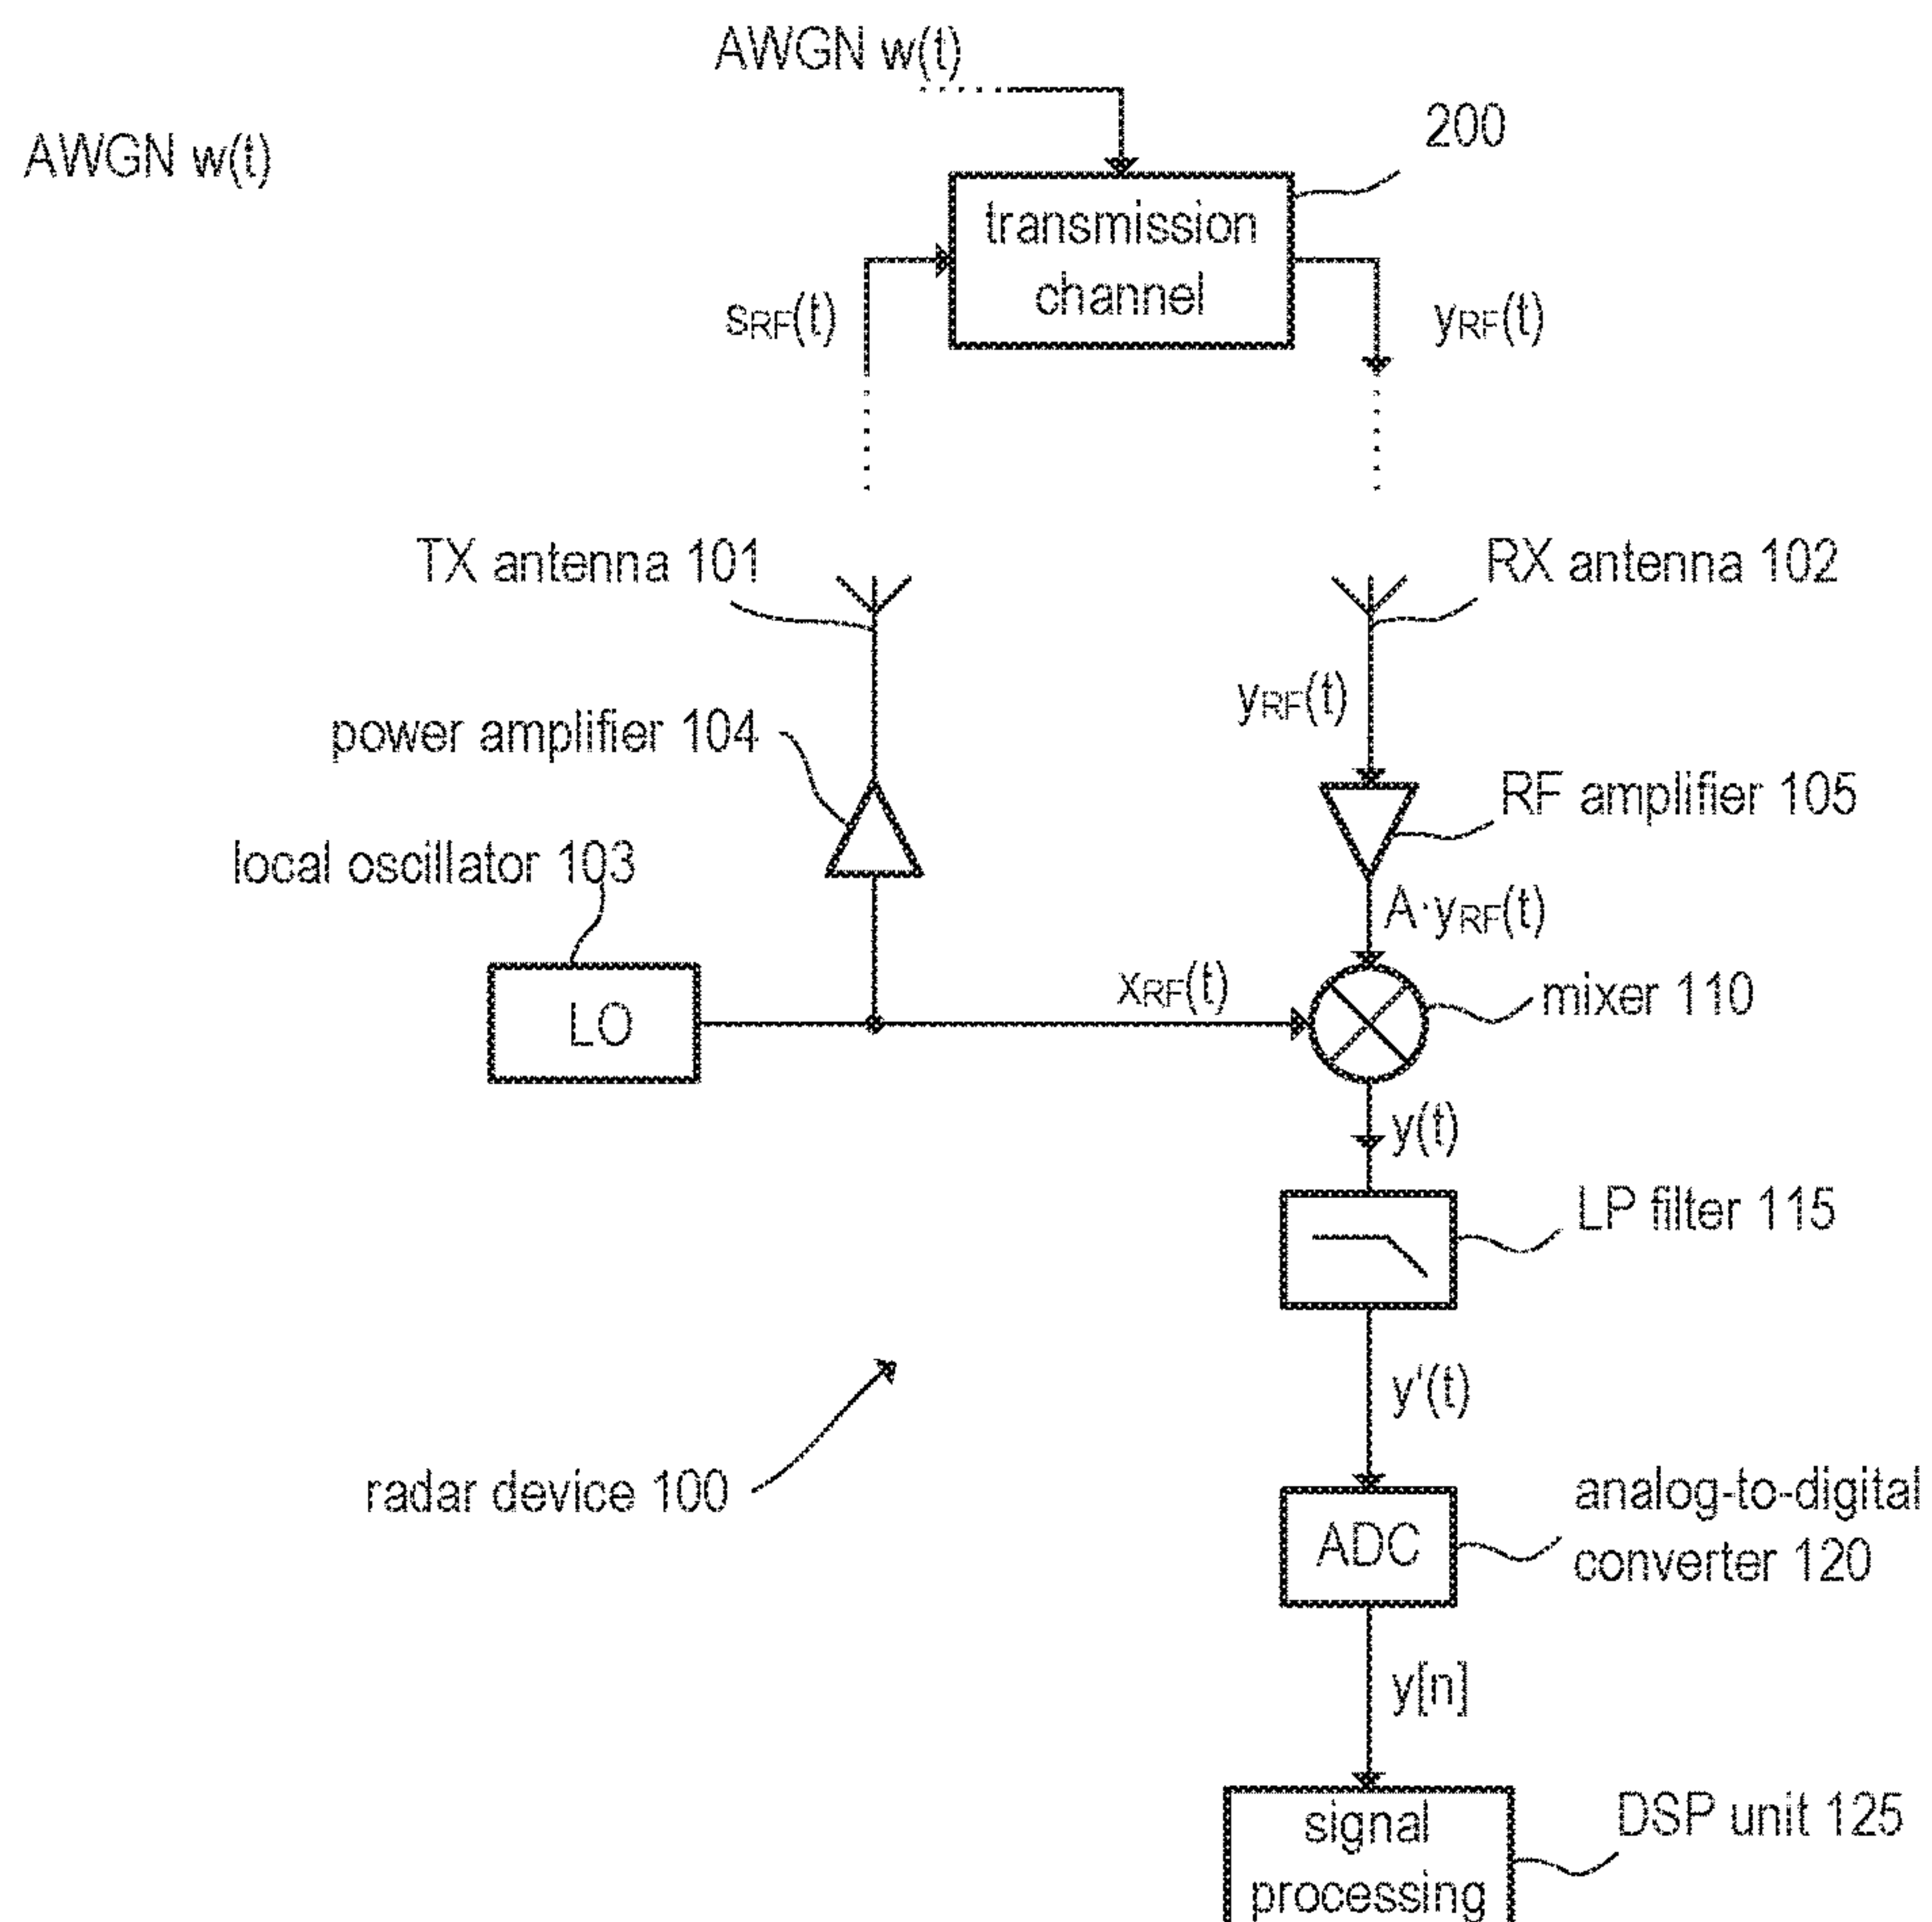 AWGN w(t)
AWGN w(t)
200
transmission
channel
sRF(t)
yRF(t)
TX antenna 101
RX antenna 102
yRF(t)
power amplifier 104
RF amplifier 105
local oscillator 103
A·yRF(t)
LO
xRF(t)
mixer 110
y(t)
LP filter 115
y'(t)
radar device 100
analog-to-digital
converter 120
ADC
y[n]
signal
processing
DSP unit 125